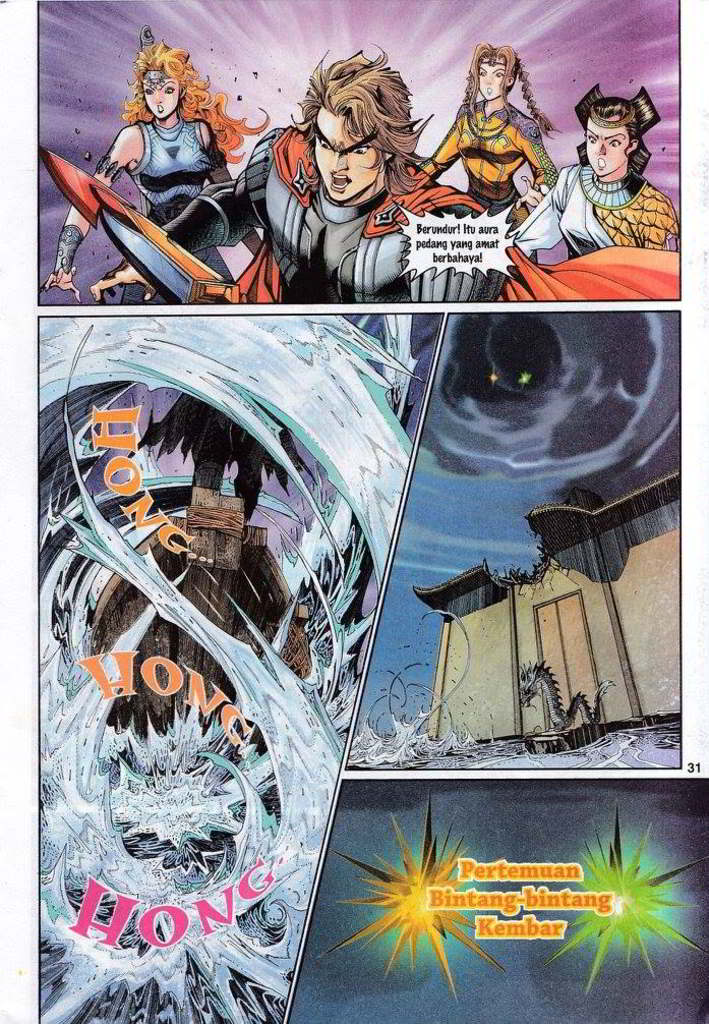 Berundur! Itu aura
pedang yang amat
berbahaya!
HONG...
HONG...
HONG...
31
Pertemuan
Bintang-bintang
Kembar